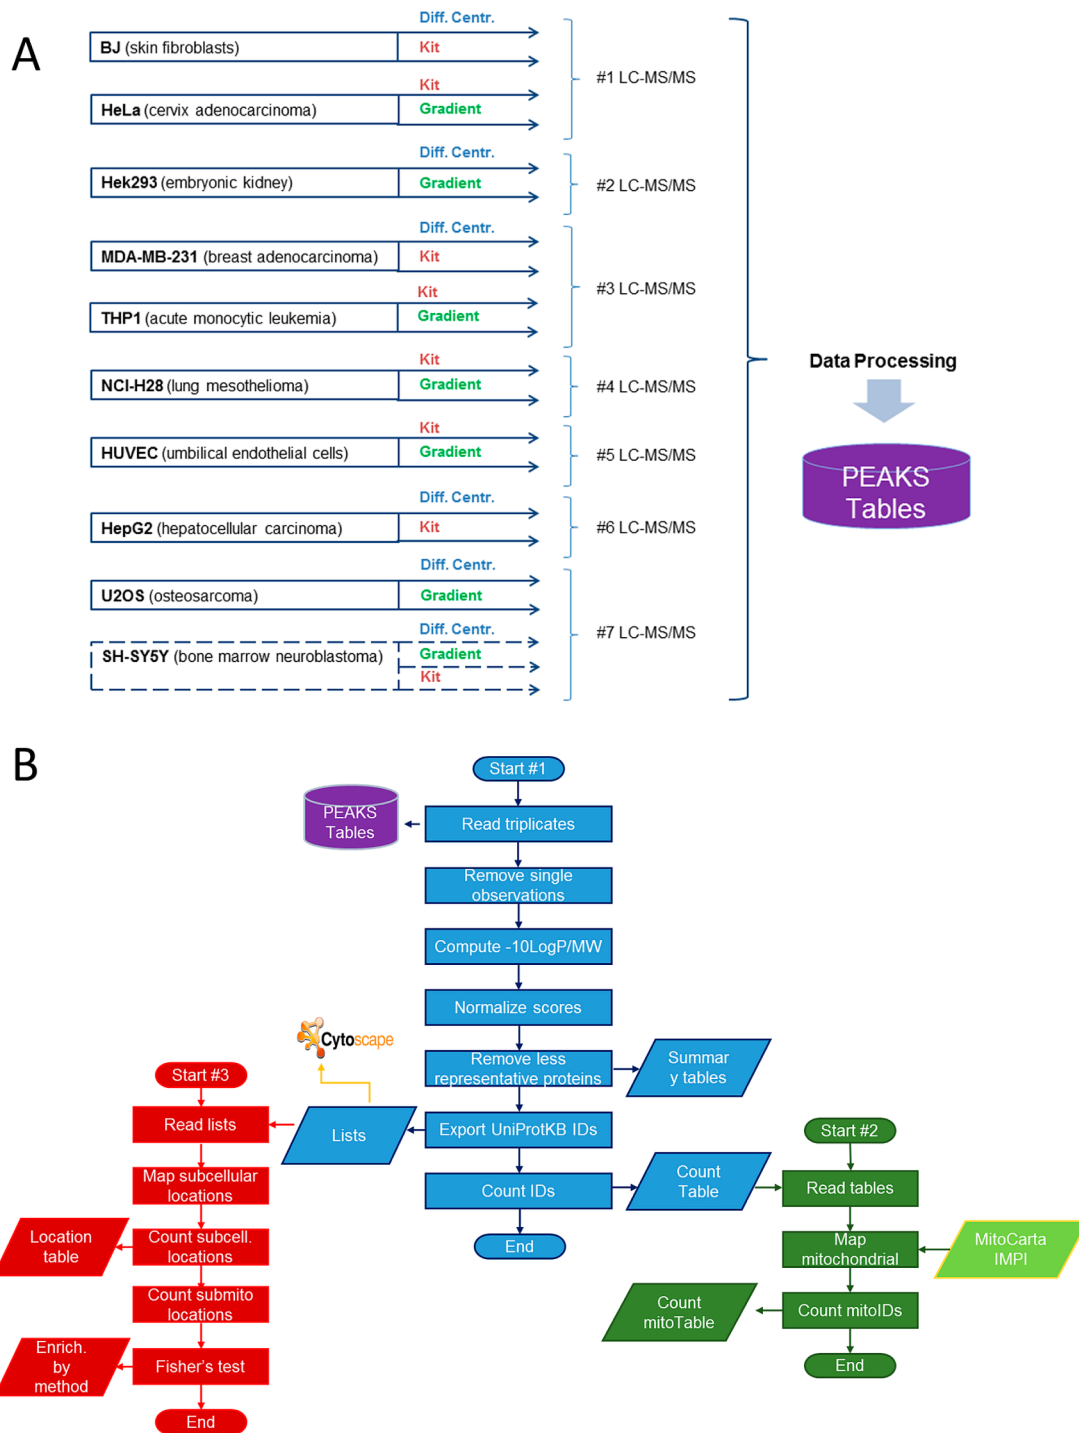 A
Diff. Centr.
BJ (skin fibroblasts)
Kit
#1 LC-MS/MS
Kit
HeLa (cervix adenocarcinoma)
Gradient
Diff. Centr.
Hek293 (embryonic kidney)
Gradient
#2 LC-MS/MS
Diff. Centr.
MDA-MB-231 (breast adenocarcinoma)
Kit
#3 LC-MS/MS
Kit
THP1 (acute monocytic leukemia)
Gradient
Kit
NCI-H28 (lung mesothelioma)
Gradient
#4 LC-MS/MS
Kit
HUVEC (umbilical endothelial cells)
Gradient
#5 LC-MS/MS
Diff. Centr.
HepG2 (hepatocellular carcinoma)
Kit
#6 LC-MS/MS
Diff. Centr.
U2OS (osteosarcoma)
Gradient
#7 LC-MS/MS
Diff. Centr.
SH-SY5Y (bone marrow neuroblastoma)
Gradient
Kit
Data Processing
PEAKS
Tables
B
Start #1
PEAKS
Tables
Read triplicates
Remove single
observations
Compute -10LogP/MW
Normalize scores
Cytoscape
Remove less
representative proteins
Summar
y tables
Export UniProtKB IDs
Lists
Count IDs
Count
Table
End
Start #3
Read lists
Map subcellular
locations
Location
table
Count subcell.
locations
Count submito
locations
Enrich.
by
method
Fisher's test
End
Start #2
Read tables
Map
mitochondrial
MitoCarta
IMPI
Count
mitoTable
Count mitoIDs
End